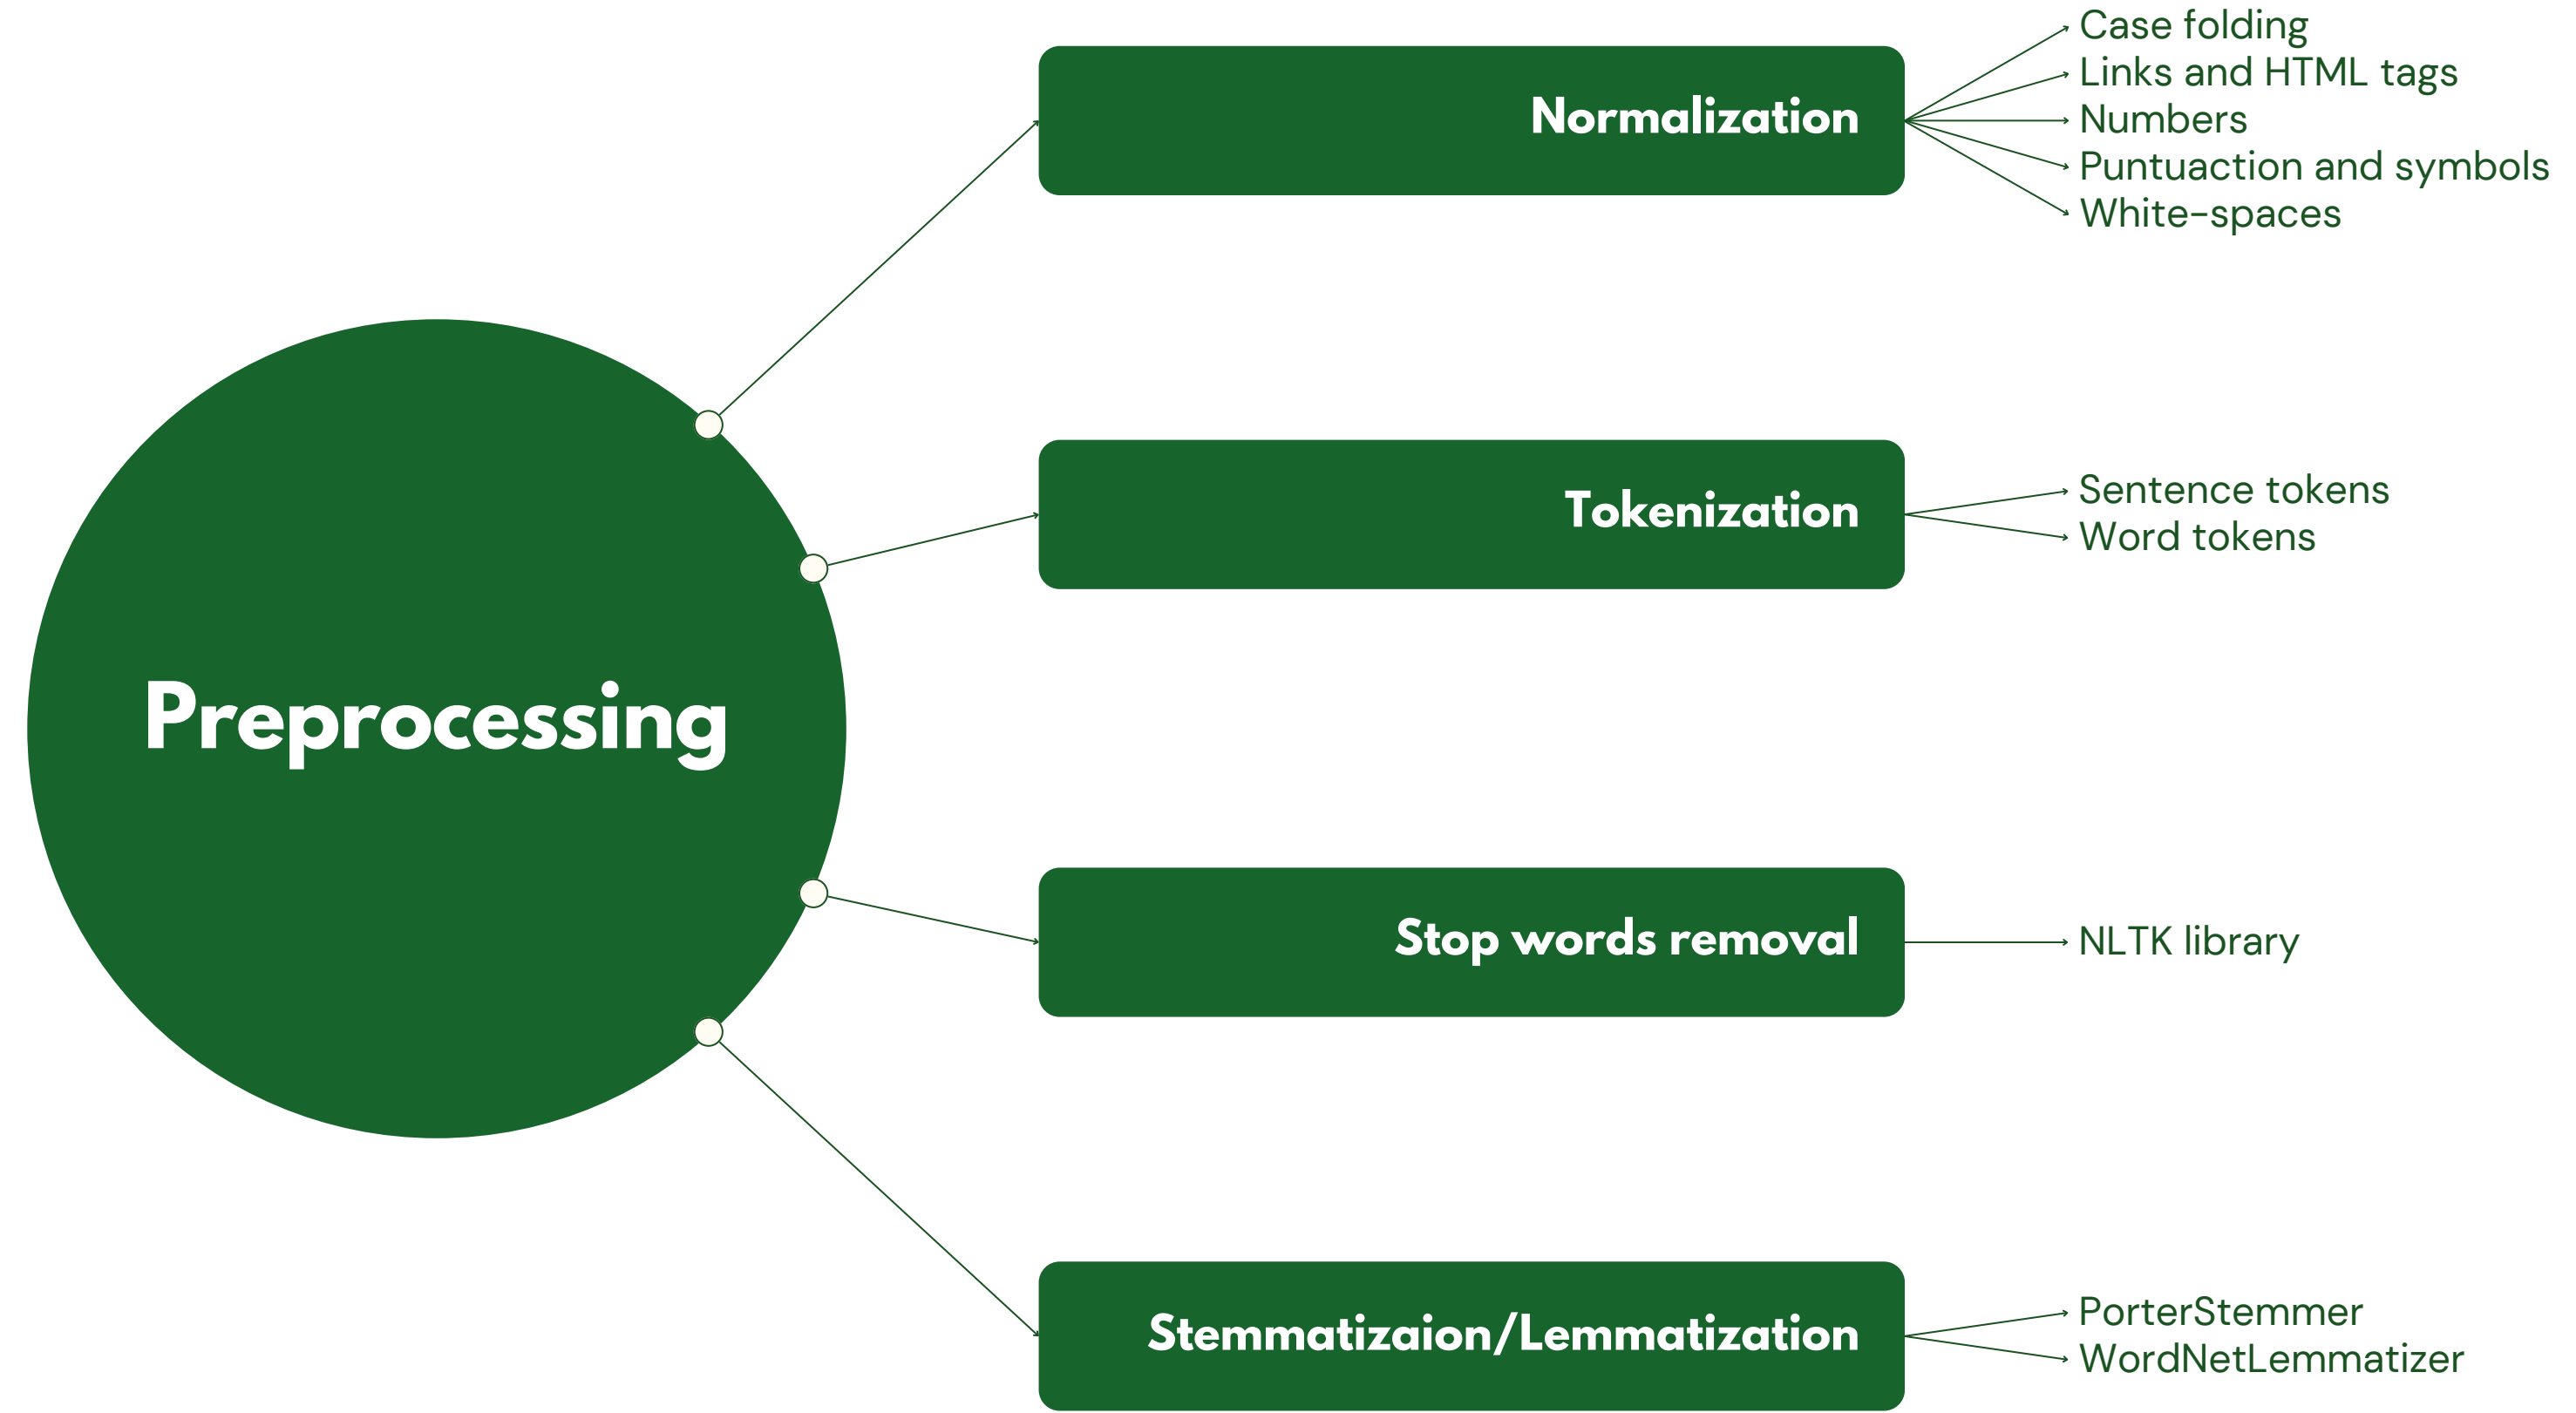 Preprocessing
Normalization
Case folding
Links and HTML tags
Numbers
Puntuaction and symbols
White-spaces
Tokenization
Sentence tokens
Word tokens
Stop words removal
NLTK library
Stemmatizaion/Lemmatization
PorterStemmer
WordNetLemmatizer